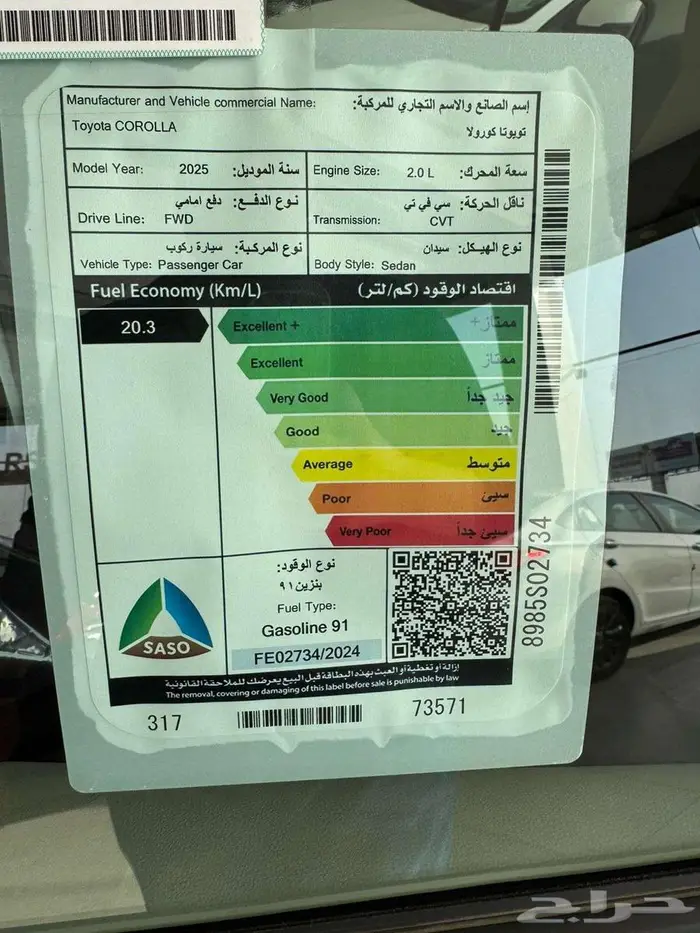 Manufacturer and Vehicle commercial Name: إسم الصانع والاسم التجاري للمركبة:
Toyota COROLLA تويوتا كورولا
Model Year: 2025 سنة الموديل: Engine Size: 2.0 L سعة المحرك:
نوع الدفع: دفع امامي ناقل الحركة: سي في تي
Drive Line: FWD Transmission: CVT
نوع المركبة: سيارة ركوب نوع الهيكل: سيدان
Vehicle Type: Passenger Car Body Style: Sedan
Fuel Economy (Km/L) اقتصاد الوقود (كم/لتر)
20.3 Excellent + ممتاز+
Excellent ممتاز
Very Good جيد جداً
Good جيد
Average متوسط
Poor سيئ
Very Poor سيئ جداً
نوع الوقود:
بنزين ٩١
Fuel Type:
Gasoline 91
SASO
FE02734/2024
إزالة أو تغطية أو العبث بهذه البطاقة قبل البيع يعرضك للملاحقة القانونية
The removal, covering or damaging of this label before sale is punishable by law
317 73571
8985S02734
حراج